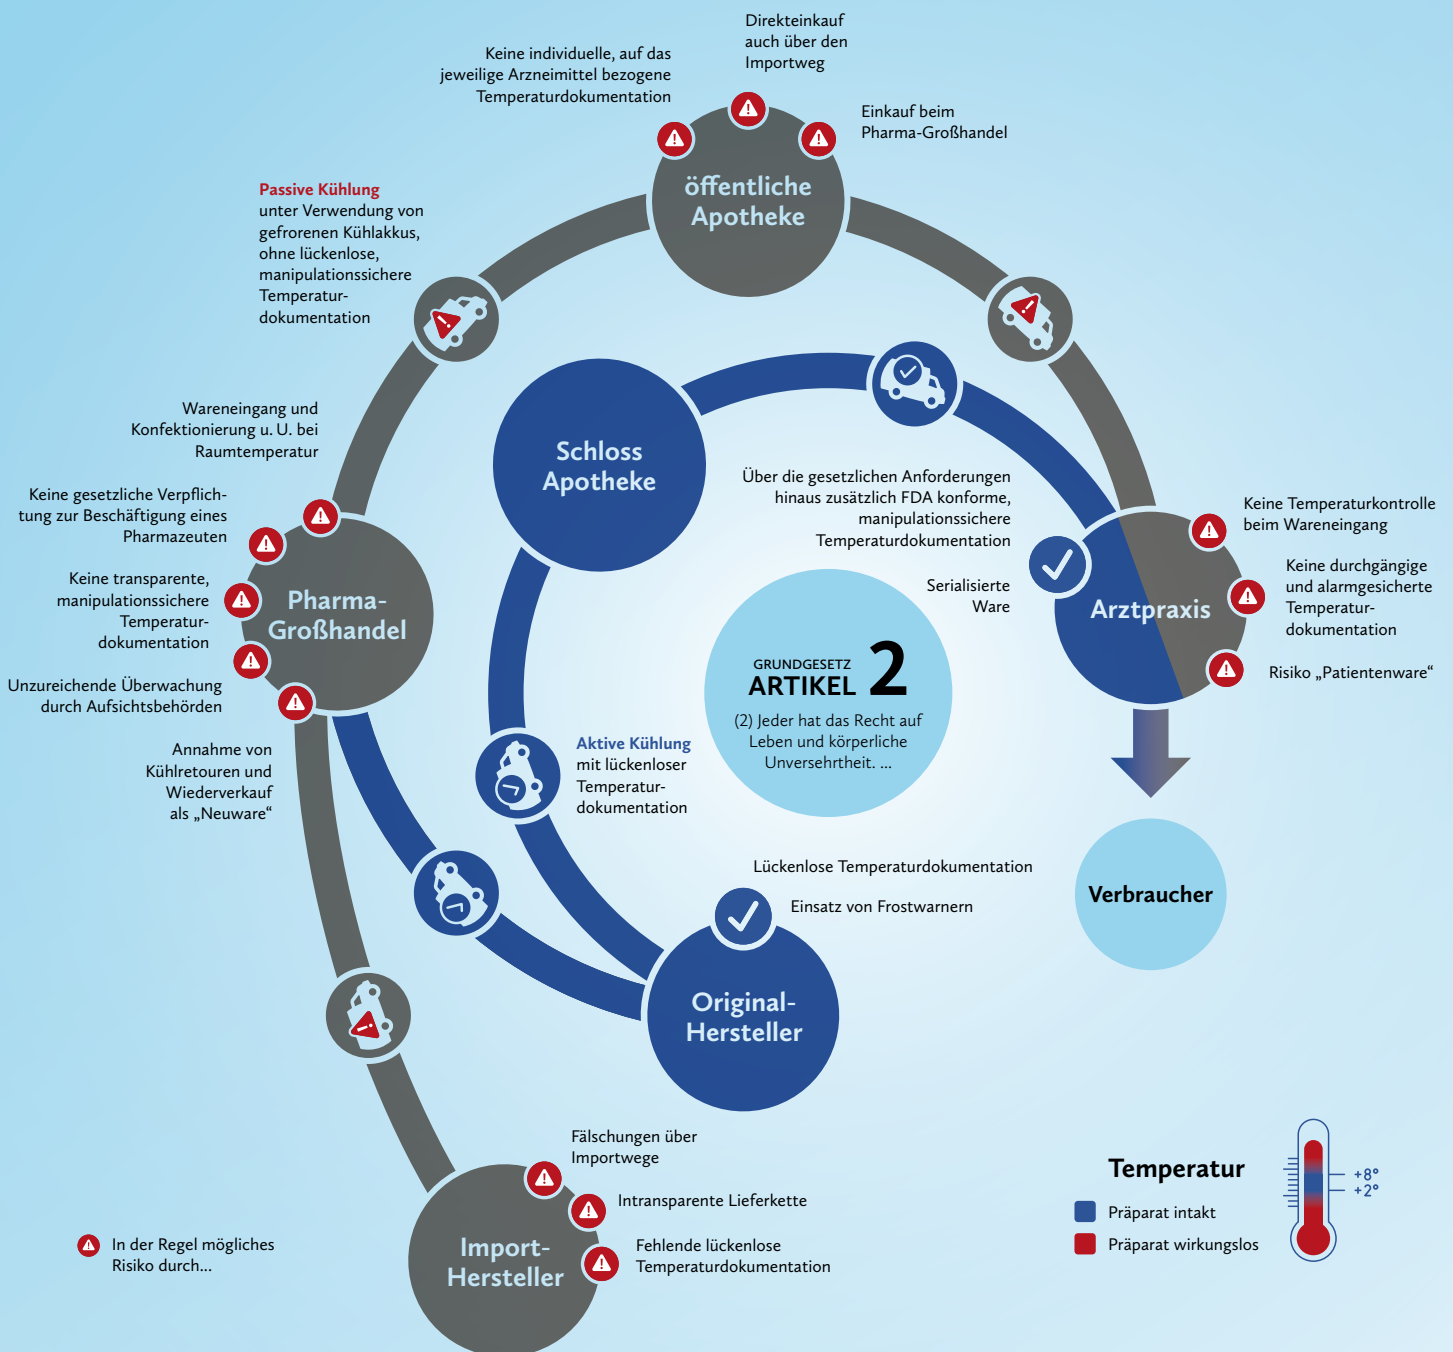 Direkteinkauf
auch über den
Importweg
Keine individuelle, auf das
jeweilige Arzneimittel bezogene
Temperaturdokumentation
Einkauf beim
Pharma-Großhandel
öffentliche
Apotheke
Passive Kühlung
unter Verwendung von
gefrorenen Kühlakkus,
ohne lückenlose,
manipulationssichere
Temperatur-
dokumentation
Wareneingang und
Konfektionierung u. U. bei
Raumtemperatur
Keine gesetzliche Verpflich-
tung zur Beschäftigung eines
Pharmazeuten
Keine transparente,
manipulationssichere
Temperatur-
dokumentation
Unzureichende Überwachung
durch Aufsichtsbehörden
Annahme von
Kühlretouren und
Wiederverkauf
als „Neuware“
Pharma-
Großhandel
Schloss
Apotheke
Über die gesetzlichen Anforderungen
hinaus zusätzlich FDA konforme,
manipulationssichere
Temperaturdokumentation
Serialisierte
Ware
Arztpraxis
Keine Temperaturkontrolle
beim Wareneingang
Keine durchgängige
und alarmgesicherte
Temperatur-
dokumentation
Risiko „Patientenware“
GRUNDGESETZ
ARTIKEL 2
(2) Jeder hat das Recht auf
Leben und körperliche
Unversehrtheit. ...
Aktive Kühlung
mit lückenloser
Temperatur-
dokumentation
Lückenlose Temperaturdokumentation
Einsatz von Frostwarnern
Verbraucher
Original-
Hersteller
Fälschungen über
Importwege
Intransparente Lieferkette
Fehlende lückenlose
Temperaturdokumentation
Import-
Hersteller
In der Regel mögliches
Risiko durch...
Temperatur
Präparat intakt
Präparat wirkungslos
+8°
+2°